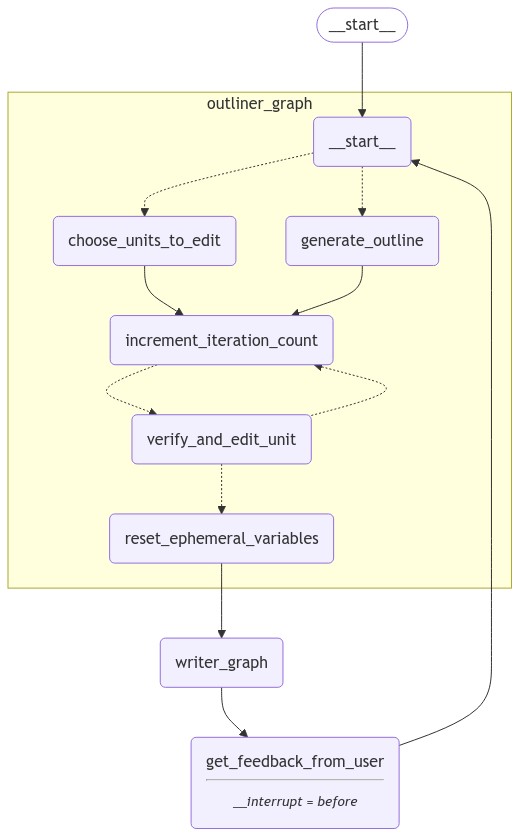 __start__
outliner_graph
__start__
choose_units_to_edit
generate_outline
increment_iteration_count
verify_and_edit_unit
reset_ephemeral_variables
writer_graph
get_feedback_from_user
__interrupt = before